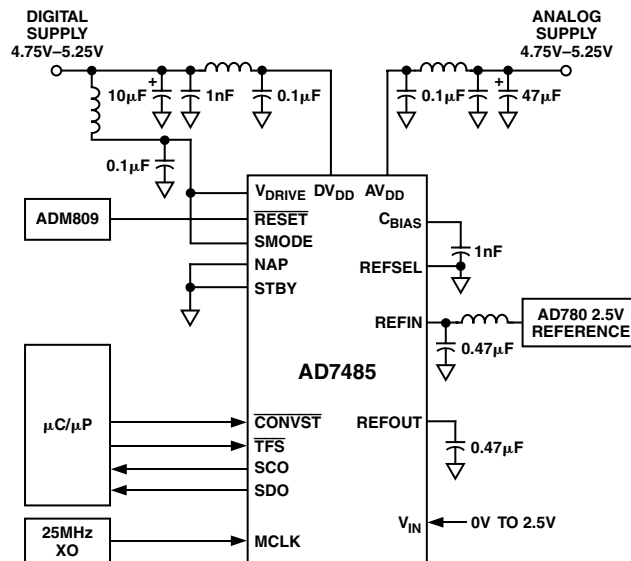 DIGITAL
SUPPLY
4.75V–5.25V
ANALOG
SUPPLY
4.75V–5.25V
10µF
+
1nF
0.1µF
0.1µF
+
47µF
0.1µF
VDRIVE
DVDD
AVDD
ADM809
RESET
SMODE
CBIAS
1nF
NAP
REFSEL
STBY
REFIN
AD780 2.5V
REFERENCE
0.47µF
AD7485
µC/µP
CONVST
REFOUT
TFS
0.47µF
SCO
SDO
25MHz
XO
MCLK
VIN
0V TO 2.5V